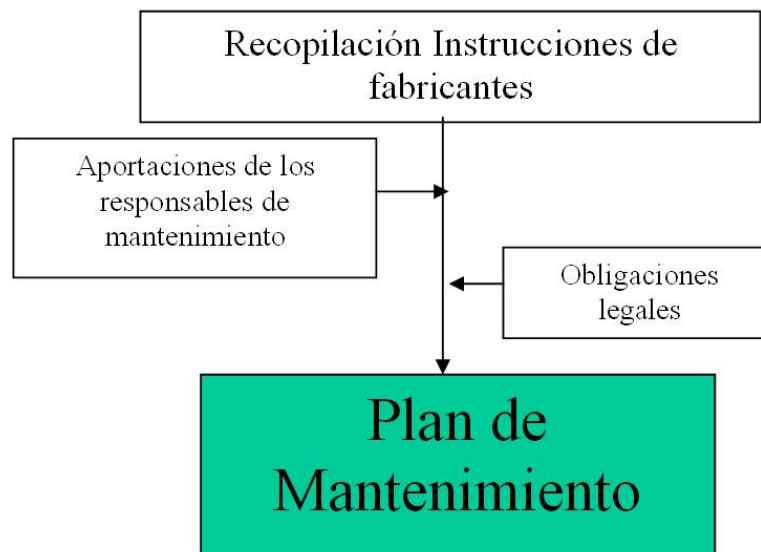 Recopilación Instrucciones de
fabricantes
Aportaciones de los
responsables de
mantenimiento
Obligaciones
legales
Plan de
Mantenimiento